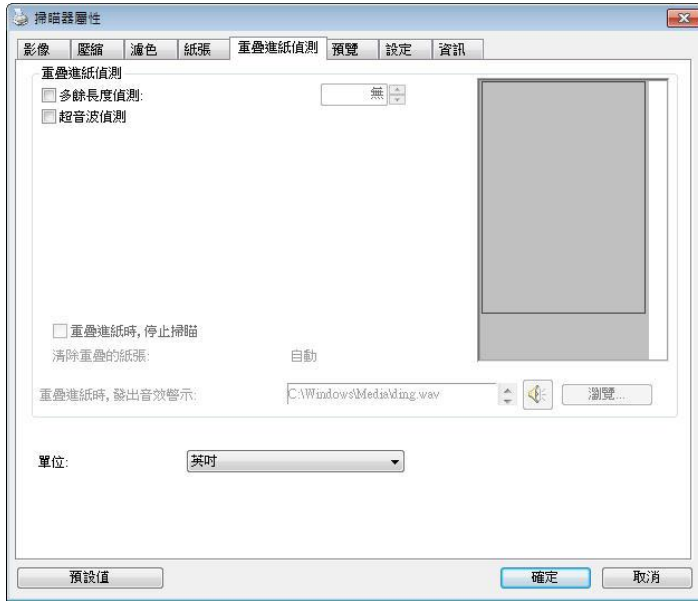 掃瞄器屬性
影像 壓縮 濾色 紙張 重疊進紙偵測 預覽 設定 資訊
重疊進紙偵測
多餘長度偵測: 無
超音波偵測
重疊進紙時, 停止掃瞄
清除重疊的紙張: 自動
重疊進紙時, 發出音效警示: C:\Windows\Media\ding.wav 瀏覽...
單位: 英吋
預設值 確定 取消